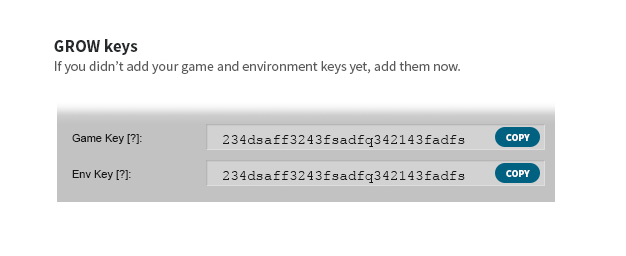 GROW keys
If you didn’t add your game and environment keys yet, add them now.
Game Key [?]: 234dsaff3243fsadfq342143fadfs COPY
Env Key [?]: 234dsaff3243fsadfq342143fadfs COPY